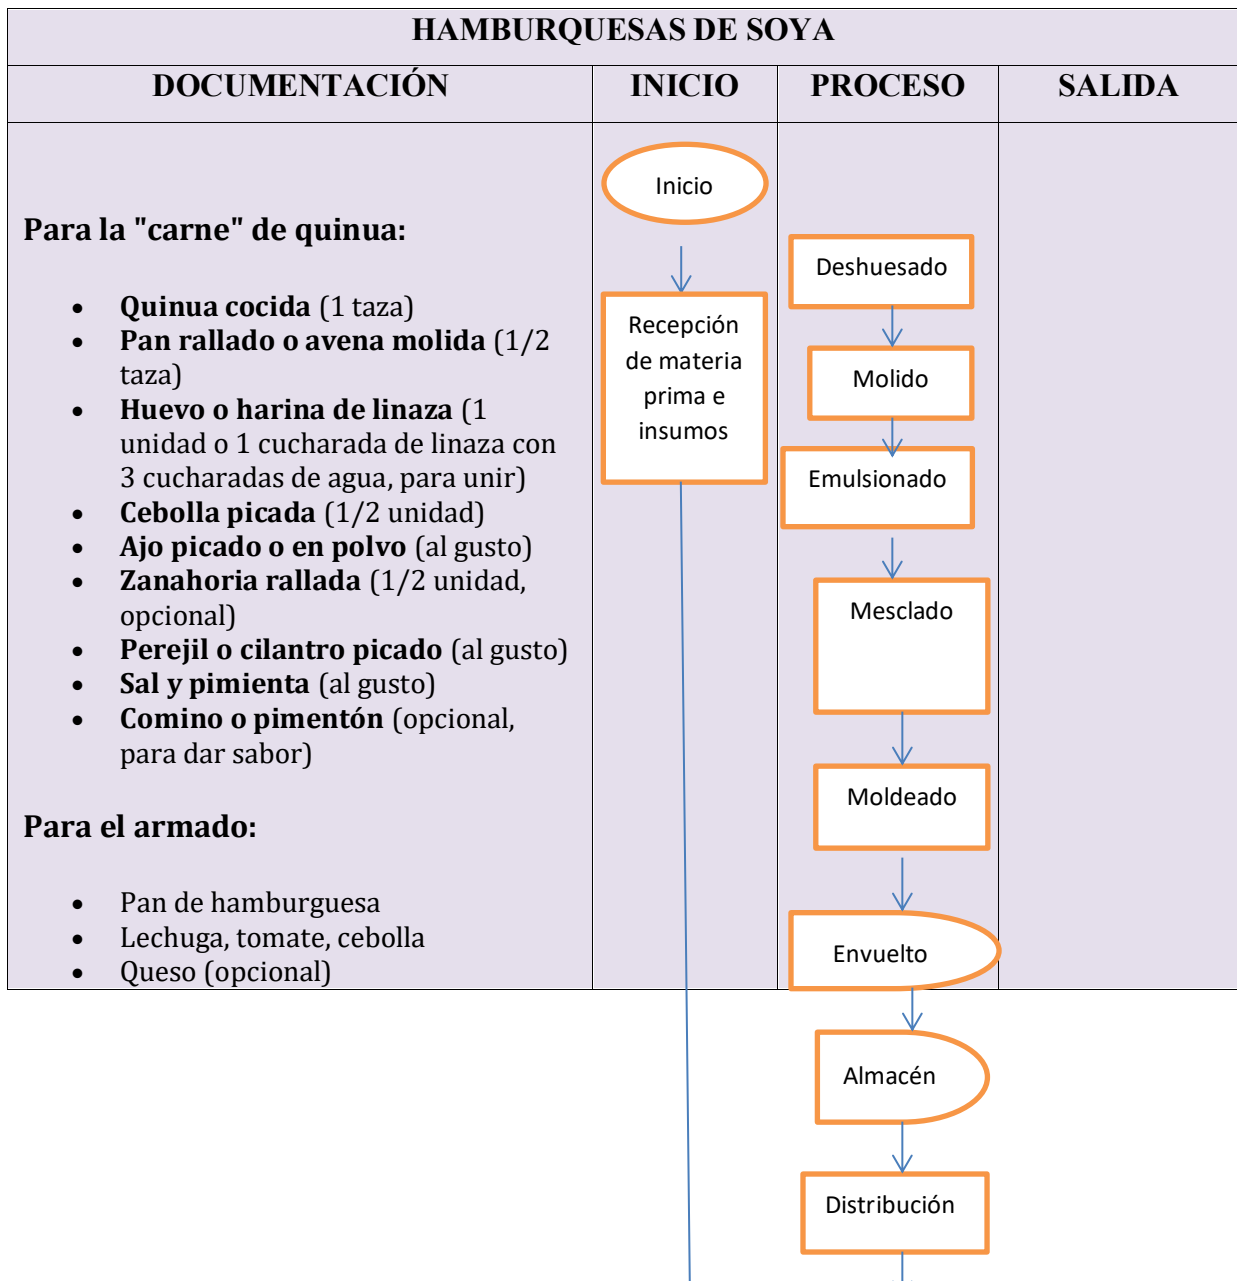 HAMBURQUESAS DE SOYA
DOCUMENTACIÓN
INICIO
PROCESO
SALIDA
Para la "carne" de quinua:
• Quinua cocida (1 taza)
• Pan rallado o avena molida (1/2
taza)
• Huevo o harina de linaza (1
unidad o 1 cucharada de linaza con
3 cucharadas de agua, para unir)
• Cebolla picada (1/2 unidad)
• Ajo picado o en polvo (al gusto)
• Zanahoria rallada (1/2 unidad,
opcional)
• Perejil o cilantro picado (al gusto)
• Sal y pimienta (al gusto)
• Comino o pimentón (opcional,
para dar sabor)
Para el armado:
• Pan de hamburguesa
• Lechuga, tomate, cebolla
• Queso (opcional)
Inicio
Recepción
de materia
prima e
insumos
Deshuesado
Molido
Emulsionado
Mesclado
Moldeado
Envuelto
Almacén
Distribución